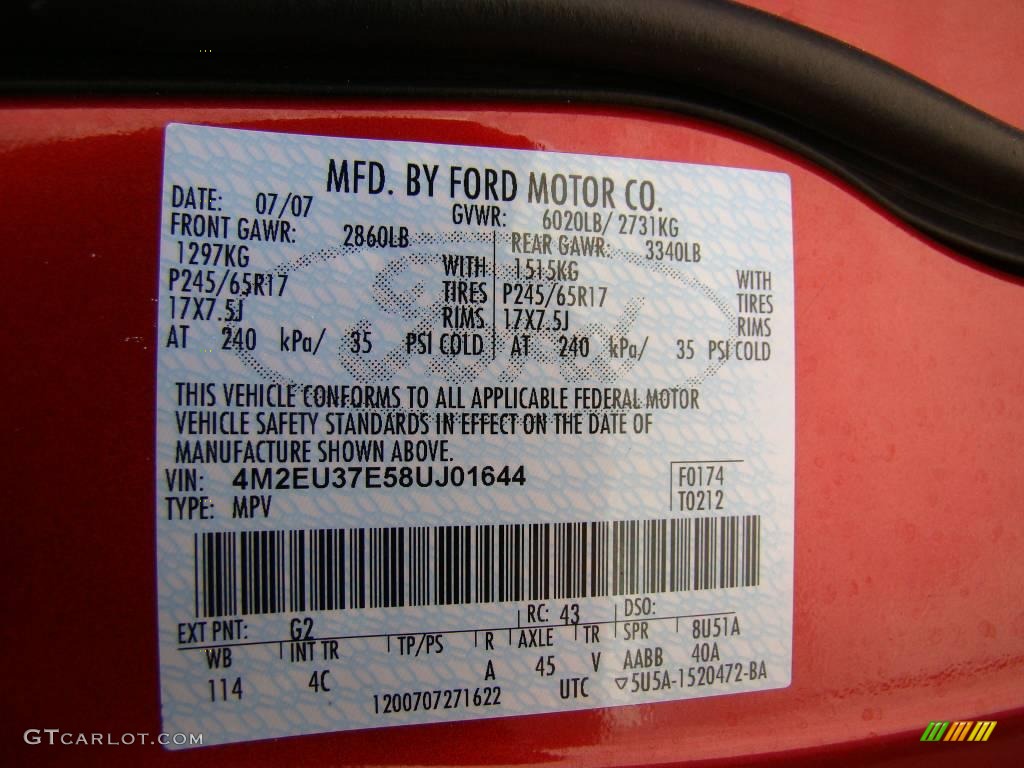 MFD. BY FORD MOTOR CO.
DATE: 07/07 GVWR: 6020LB/ 2731KG
FRONT GAWR: 2860LB REAR GAWR: 3340LB
1297KG WITH 1515KG WITH
P245/65R17 TIRES P245/65R17 TIRES
17X7.5J RIMS 17X7.5J RIMS
AT 240 kPa/ 35 PSI COLD AT 240 kPa/ 35 PSI COLD
THIS VEHICLE CONFORMS TO ALL APPLICABLE FEDERAL MOTOR
VEHICLE SAFETY STANDARDS IN EFFECT ON THE DATE OF
MANUFACTURE SHOWN ABOVE.
VIN: 4M2EU37E58UJ01644 F0174
TYPE: MPV T0212
EXT PNT: G2 RC: 43 DSO:
WB INT TR TP/PS R AXLE TR SPR 8U51A
114 4C A 45 V AABB 40A
1200707271622 UTC ▽5U5A-1520472-BA
GTCARLOT.COM